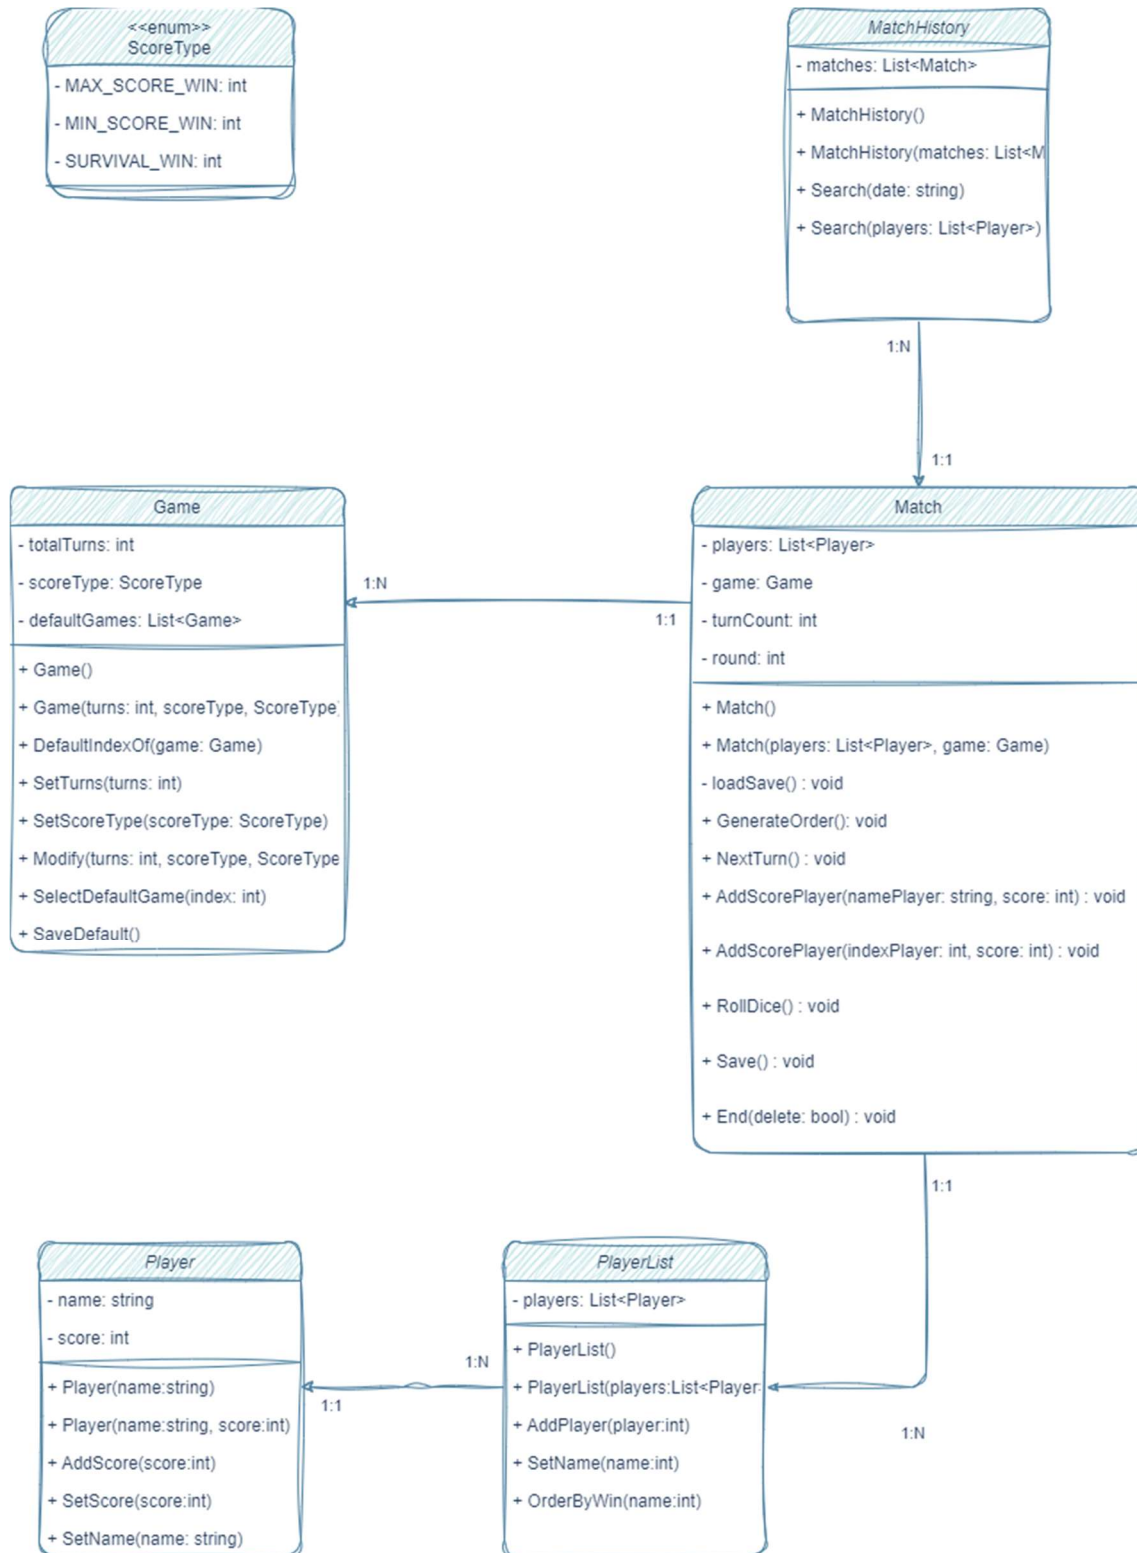 <<enum>>
ScoreType
- MAX_SCORE_WIN: int
- MIN_SCORE_WIN: int
- SURVIVAL_WIN: int
MatchHistory
- matches: List<Match>
+ MatchHistory()
+ MatchHistory(matches: List<M
+ Search(date: string)
+ Search(players: List<Player>)
1:N
1:1
Game
- totalTurns: int
- scoreType: ScoreType
- defaultGames: List<Game>
+ Game()
+ Game(turns: int, scoreType, ScoreType)
+ DefaultIndexOf(game: Game)
+ SetTurns(turns: int)
+ SetScoreType(scoreType: ScoreType)
+ Modify(turns: int, scoreType, ScoreType
+ SelectDefaultGame(index: int)
+ SaveDefault()
1:N
1:1
Match
- players: List<Player>
- game: Game
- turnCount: int
- round: int
+ Match()
+ Match(players: List<Player>, game: Game)
- loadSave() : void
+ GenerateOrder(): void
+ NextTurn() : void
+ AddScorePlayer(namePlayer: string, score: int) : void
+ AddScorePlayer(indexPlayer: int, score: int) : void
+ RollDice() : void
+ Save() : void
+ End(delete: bool) : void
1:1
1:N
Player
- name: string
- score: int
+ Player(name:string)
+ Player(name:string, score:int)
+ AddScore(score:int)
+ SetScore(score:int)
+ SetName(name: string)
1:N
1:1
PlayerList
- players: List<Player>
+ PlayerList()
+ PlayerList(players:List<Player
+ AddPlayer(player:int)
+ SetName(name:int)
+ OrderByWin(name:int)